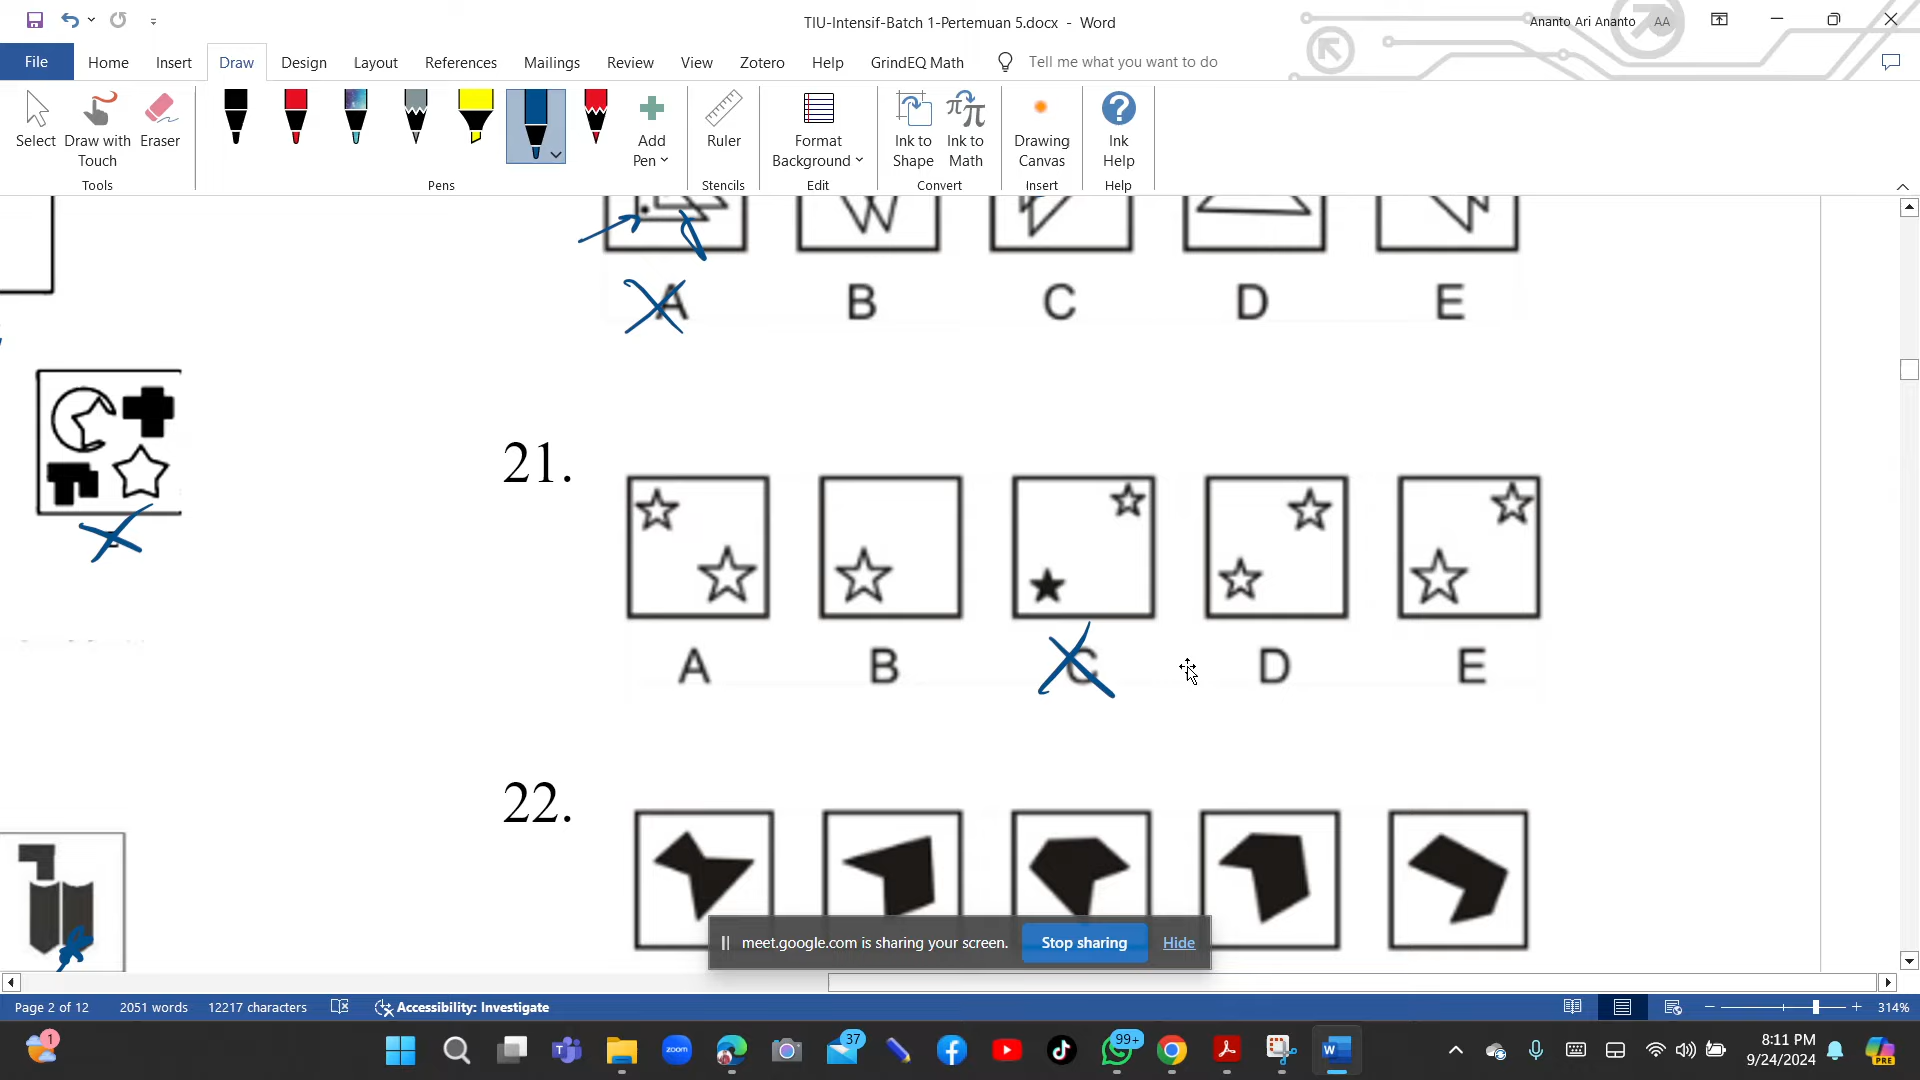 TIU-Intensif-Batch 1-Pertemuan 5.docx - Word
Ananto Ari Ananto
AA
File
Home
Insert
Draw
Design
Layout
References
Mailings
Review
View
Zotero
Help
GrindEQ Math
Tell me what you want to do
Select
Draw with Touch
Eraser
Add Pen
Ruler
Format Background
Ink to Shape
Ink to Math
Drawing Canvas
Ink Help
Tools
Pens
Stencils
Edit
Convert
Insert
Help
A B C D E
21.
A B C D E
22.
meet.google.com is sharing your screen.
Stop sharing
Hide
Page 2 of 12
2051 words
12217 characters
Accessibility: Investigate
314%
1
zoom
37
99+
8:11 PM
9/24/2024
PRE